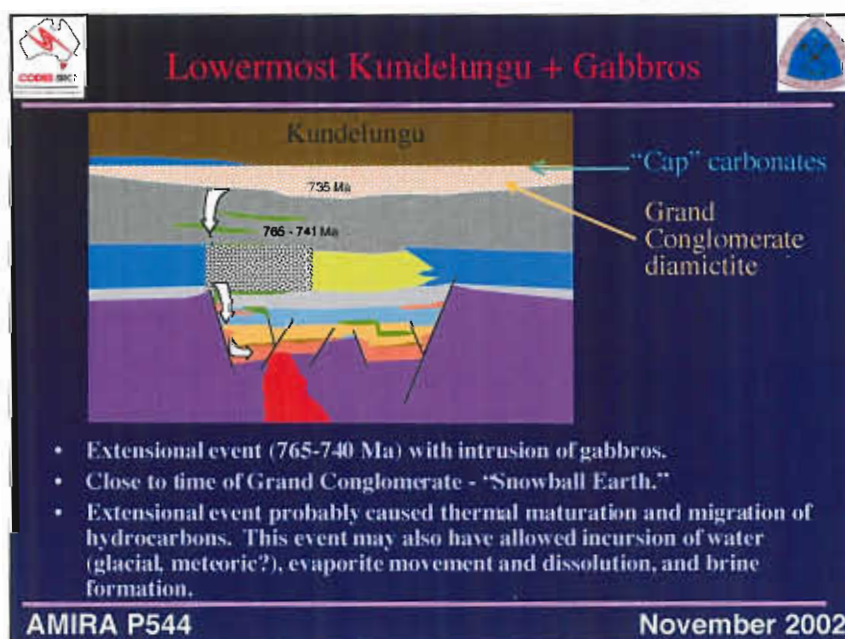 Lowermost Kundelungu + Gabbros
Kundelungu
"Cap" carbonates
735 Ma
Grand
Conglomerate
diamictite
765 - 741 Ma
• Extensional event (765-740 Ma) with intrusion of gabbros.
• Close to time of Grand Conglomerate - "Snowball Earth."
• Extensional event probably caused thermal maturation and migration of
hydrocarbons. This event may also have allowed incursion of water
(glacial, meteoric?), evaporite movement and dissolution, and brine
formation.
AMIRA P544
November 2002